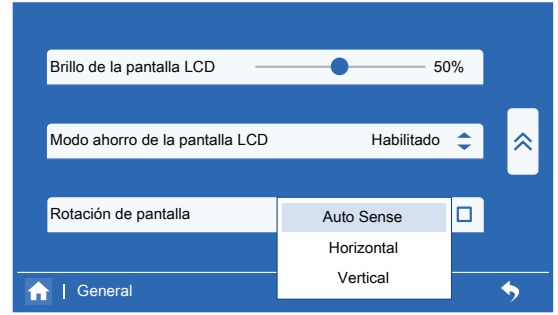 Brillo de la pantalla LCD 50%
Modo ahorro de la pantalla LCD Habilitado
Rotación de pantalla Auto Sense
Horizontal
Vertical
General